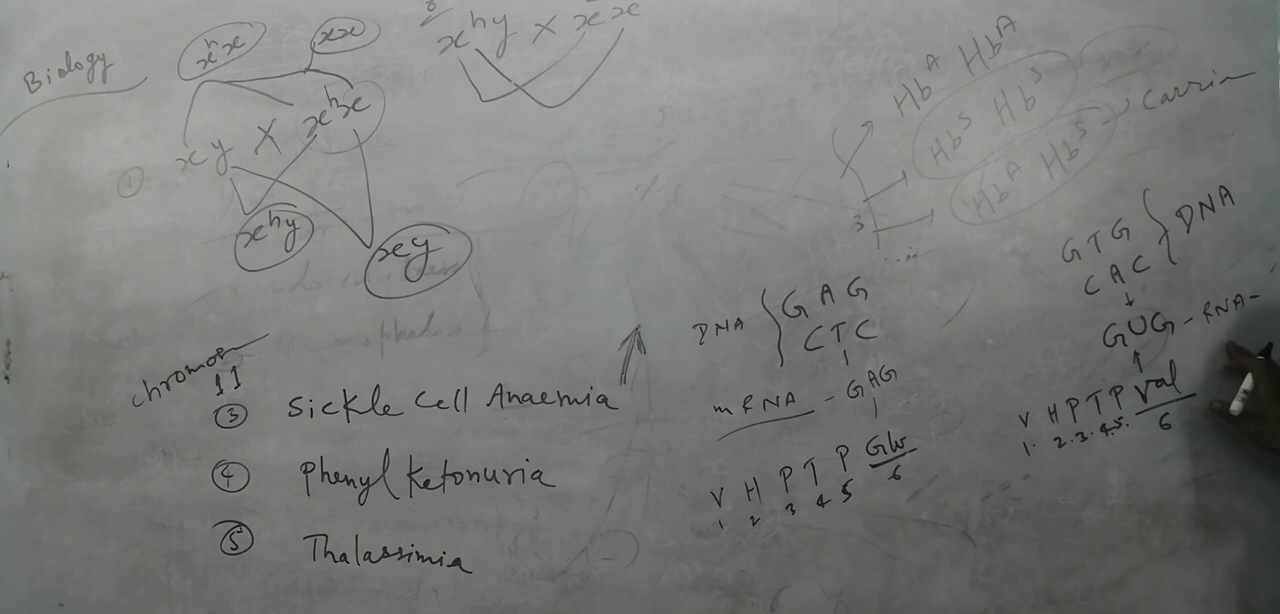 Biology
xʰx
xx
xy X xʰx
①
xʰy
xy
xʰy X xx
Hbᴬ Hbᴬ
Hbˢ Hbˢ
Hbᴬ Hbˢ
3
chromo
11
③ Sickle Cell Anaemia
④ Phenyl Ketonuria
⑤ Thalassimia
DNA { GAG
CTC
mRNA - GAG
V H P T P Glu
1 2 3 4 5 6
GTG } DNA
CAC
GUG - RNA-
V H P T P Val
1. 2. 3. 4. 5. 6